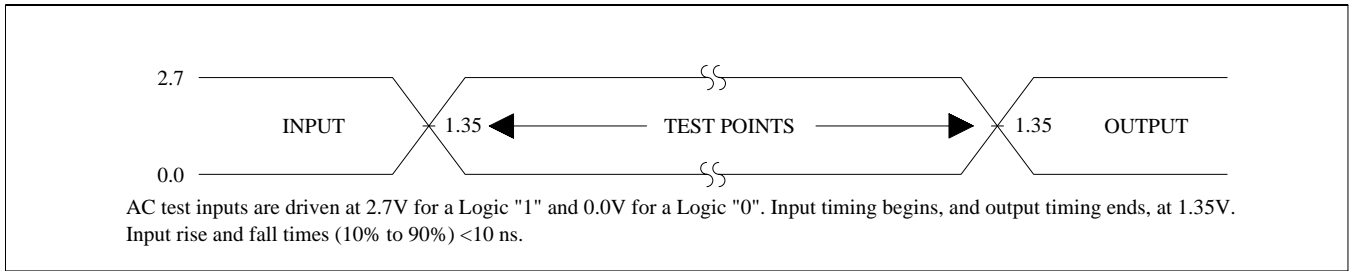 2.7
INPUT 1.35 TEST POINTS 1.35 OUTPUT
0.0
AC test inputs are driven at 2.7V for a Logic "1" and 0.0V for a Logic "0". Input timing begins, and output timing ends, at 1.35V.
Input rise and fall times (10% to 90%) <10 ns.